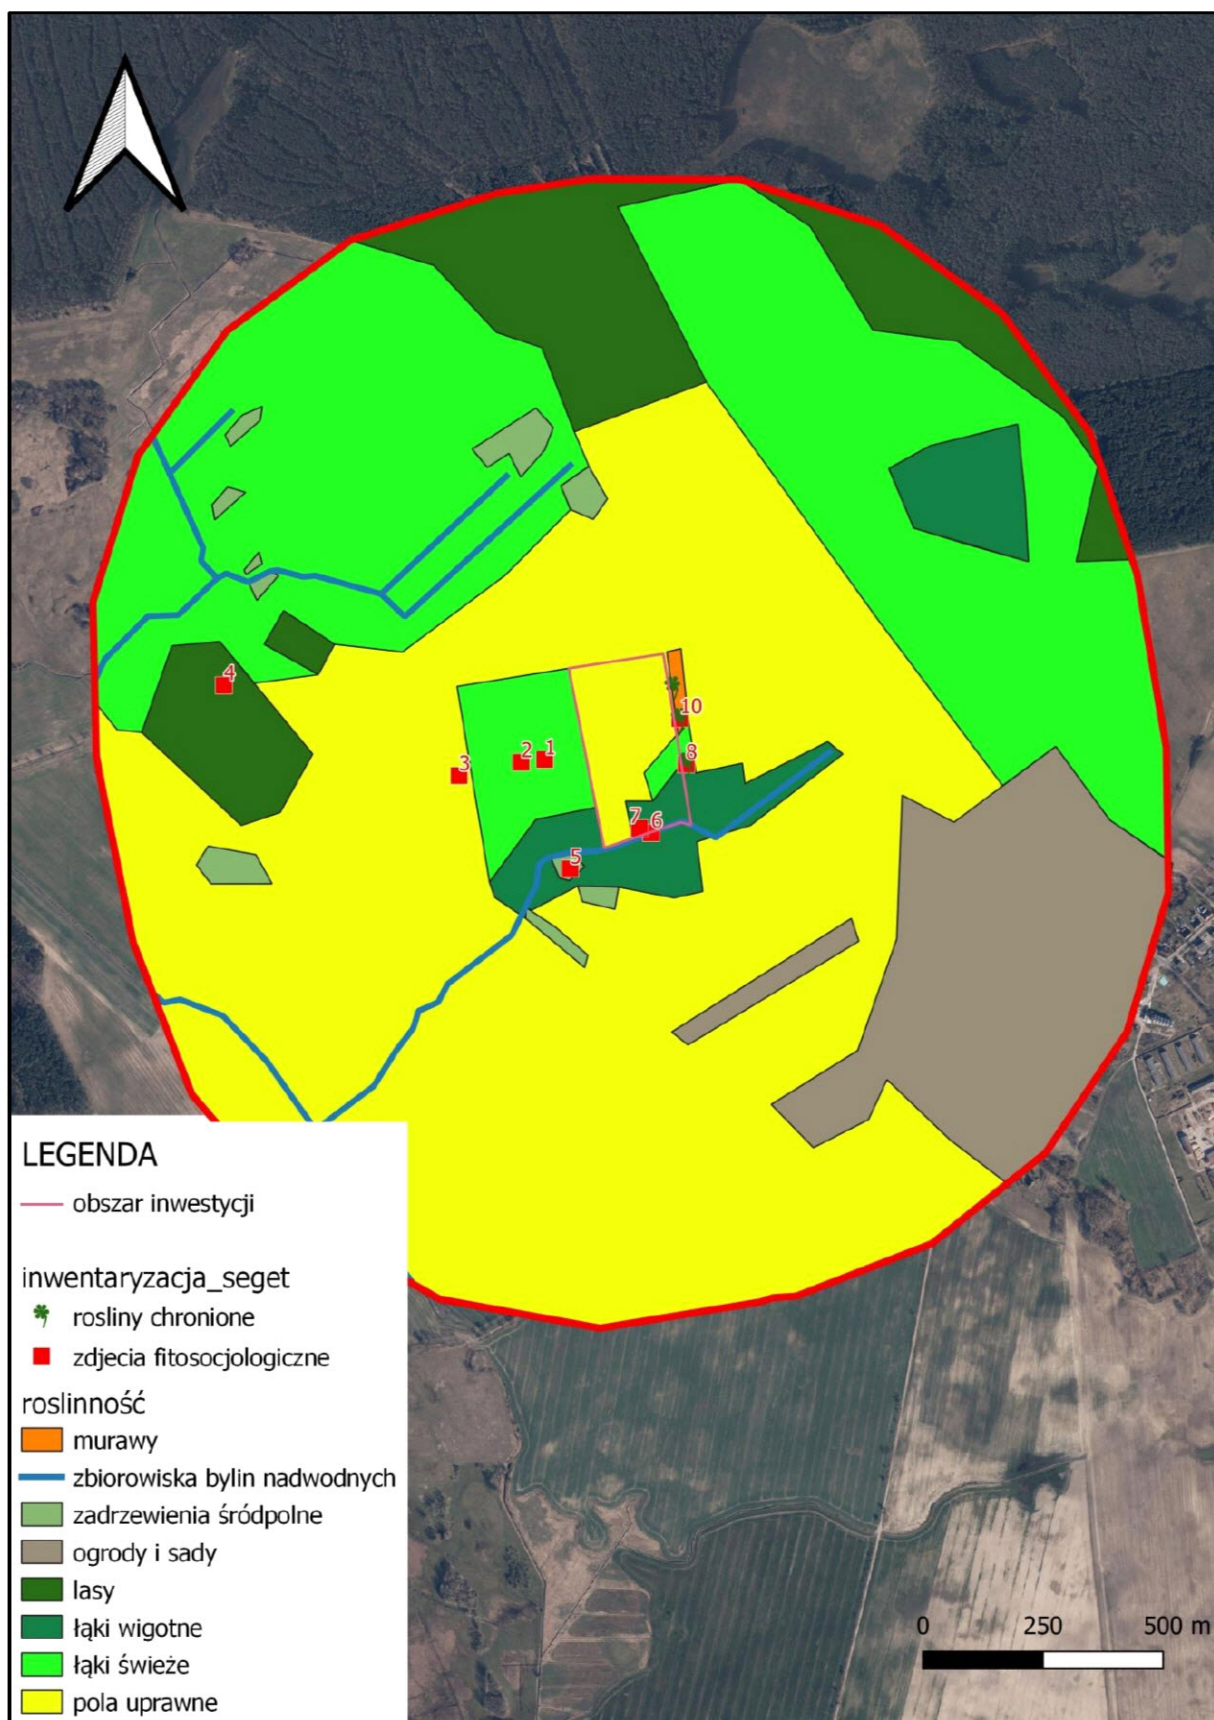 4
10
3
2
1
8
7
6
5
LEGENDA
obszar inwestycji
inwentaryzacja_seget
rosliny chronione
zdjecia fitosocjologiczne
roslinność
murawy
zbiorowiska bylin nadwodnych
zadrzewienia śródpolne
ogrody i sady
lasy
łąki wigotne
łąki świeże
pola uprawne
0 250 500 m